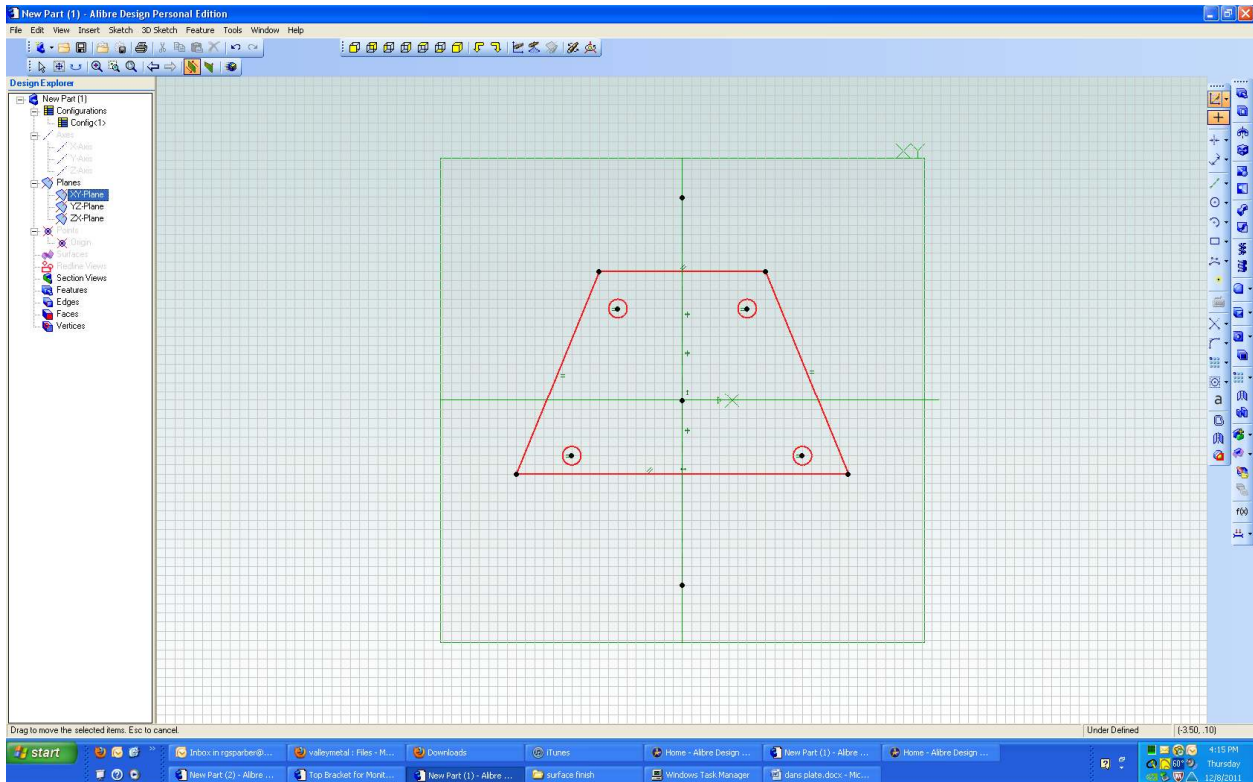 New Part (1) - Alibre Design Personal Edition
File Edit View Insert Sketch 3D Sketch Feature Tools Window Help
Design Explorer
New Part (1)
Configurations
Config<1>
Axes
X-Axis
Y-Axis
Z-Axis
Planes
XY-Plane
YZ-Plane
ZX-Plane
Points
Origin
Surfaces
Redline Views
Section Views
Features
Edges
Faces
Vertices
XY
X
a
f(x)
Drag to move the selected items. Esc to cancel.
Under Defined
(-3.50, .10)
start
Inbox in rgsparber@...
valleymetal : Files - M...
Downloads
iTunes
Home - Alibre Design ...
New Part (1) - Alibre ...
Home - Alibre Design ...
4:15 PM
New Part (2) - Alibre ...
Top Bracket for Monit...
New Part (1) - Alibre ...
surface finish
Windows Task Manager
dans plate.docx - Mic...
60°
Thursday
12/8/2011